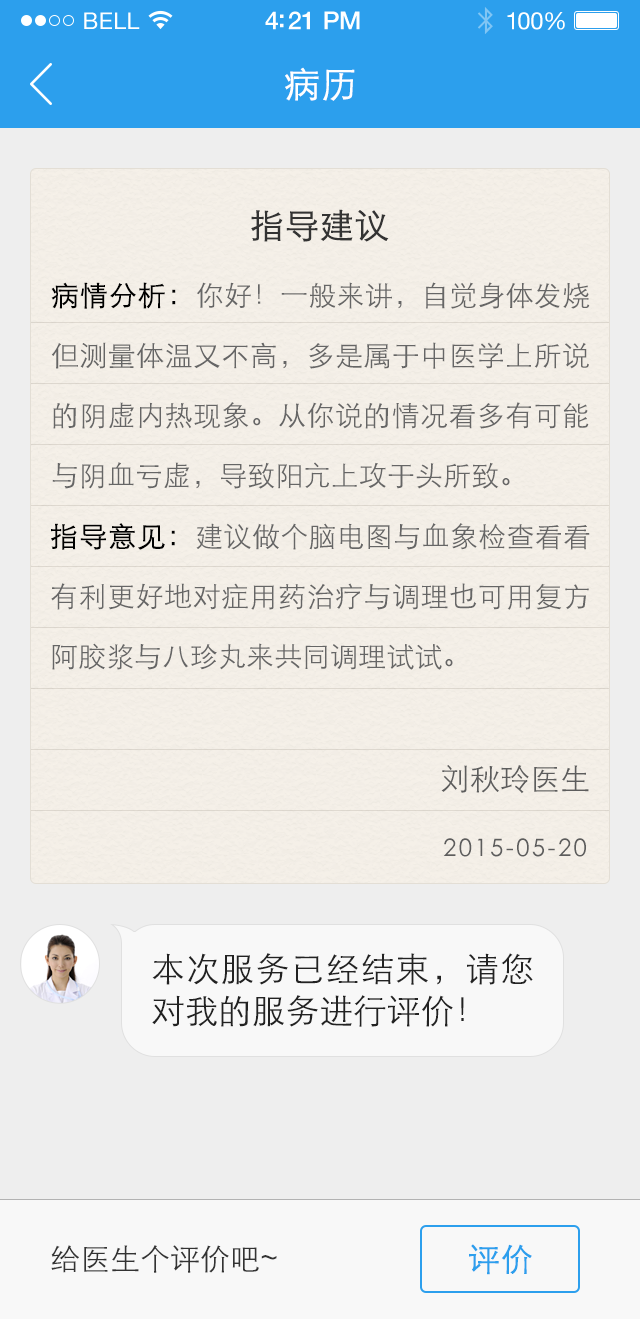 BELL 4:21 PM 100%
病历
指导建议
病情分析：你好！一般来讲，自觉身体发烧
但测量体温又不高，多是属于中医学上所说
的阴虚内热现象。从你说的情况看多有可能
与阴血亏虚，导致阳亢上攻于头所致。
指导意见：建议做个脑电图与血象检查看看
有利更好地对症用药治疗与调理也可用复方
阿胶浆与八珍丸来共同调理试试。
刘秋玲医生
2015-05-20
本次服务已经结束，请您
对我的服务进行评价！
给医生个评价吧~ 评价